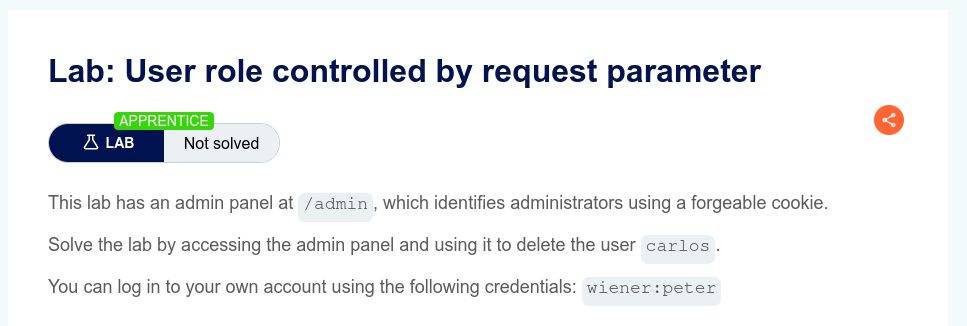 Lab: User role controlled by request parameter
APPRENTICE
LAB Not solved
This lab has an admin panel at /admin, which identifies administrators using a forgeable cookie.
Solve the lab by accessing the admin panel and using it to delete the user carlos.
You can log in to your own account using the following credentials: wiener:peter